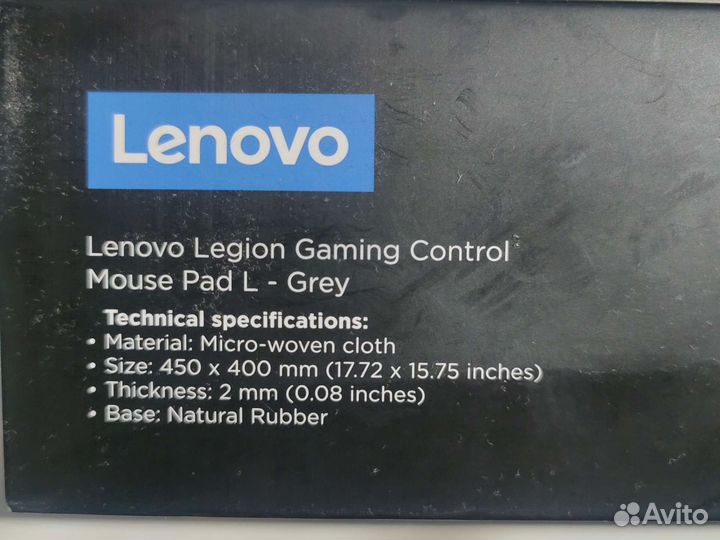 Lenovo
Lenovo Legion Gaming Control
Mouse Pad L - Grey
Technical specifications:
• Material: Micro-woven cloth
• Size: 450 x 400 mm (17.72 x 15.75 inches)
• Thickness: 2 mm (0.08 inches)
• Base: Natural Rubber
Avito